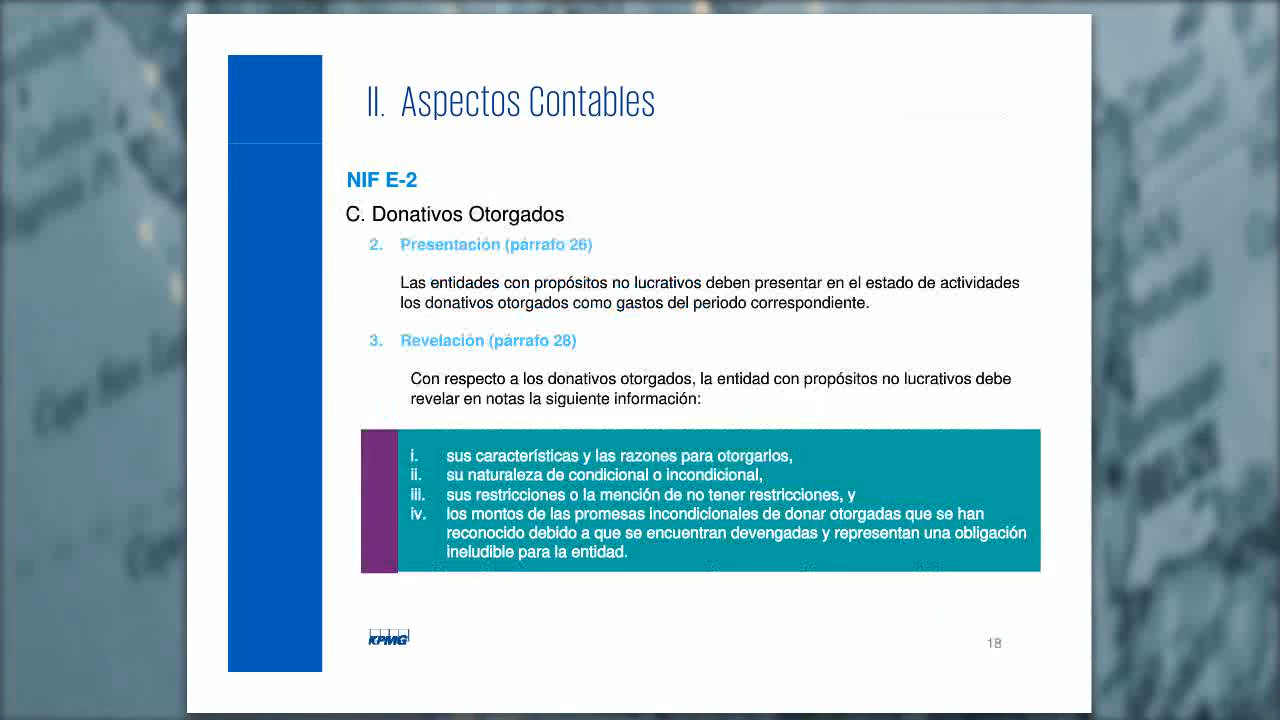 II. Aspectos Contables
NIF E-2
C. Donativos Otorgados
2. Presentación (párrafo 26)
Las entidades con propósitos no lucrativos deben presentar en el estado de actividades
los donativos otorgados como gastos del periodo correspondiente.
3. Revelación (párrafo 28)
Con respecto a los donativos otorgados, la entidad con propósitos no lucrativos debe
revelar en notas la siguiente información:
i. sus características y las razones para otorgarlos,
ii. su naturaleza de condicional o incondicional,
iii. sus restricciones o la mención de no tener restricciones, y
iv. los montos de las promesas incondicionales de donar otorgadas que se han
reconocido debido a que se encuentran devengadas y representan una obligación
ineludible para la entidad.
KPMG
18